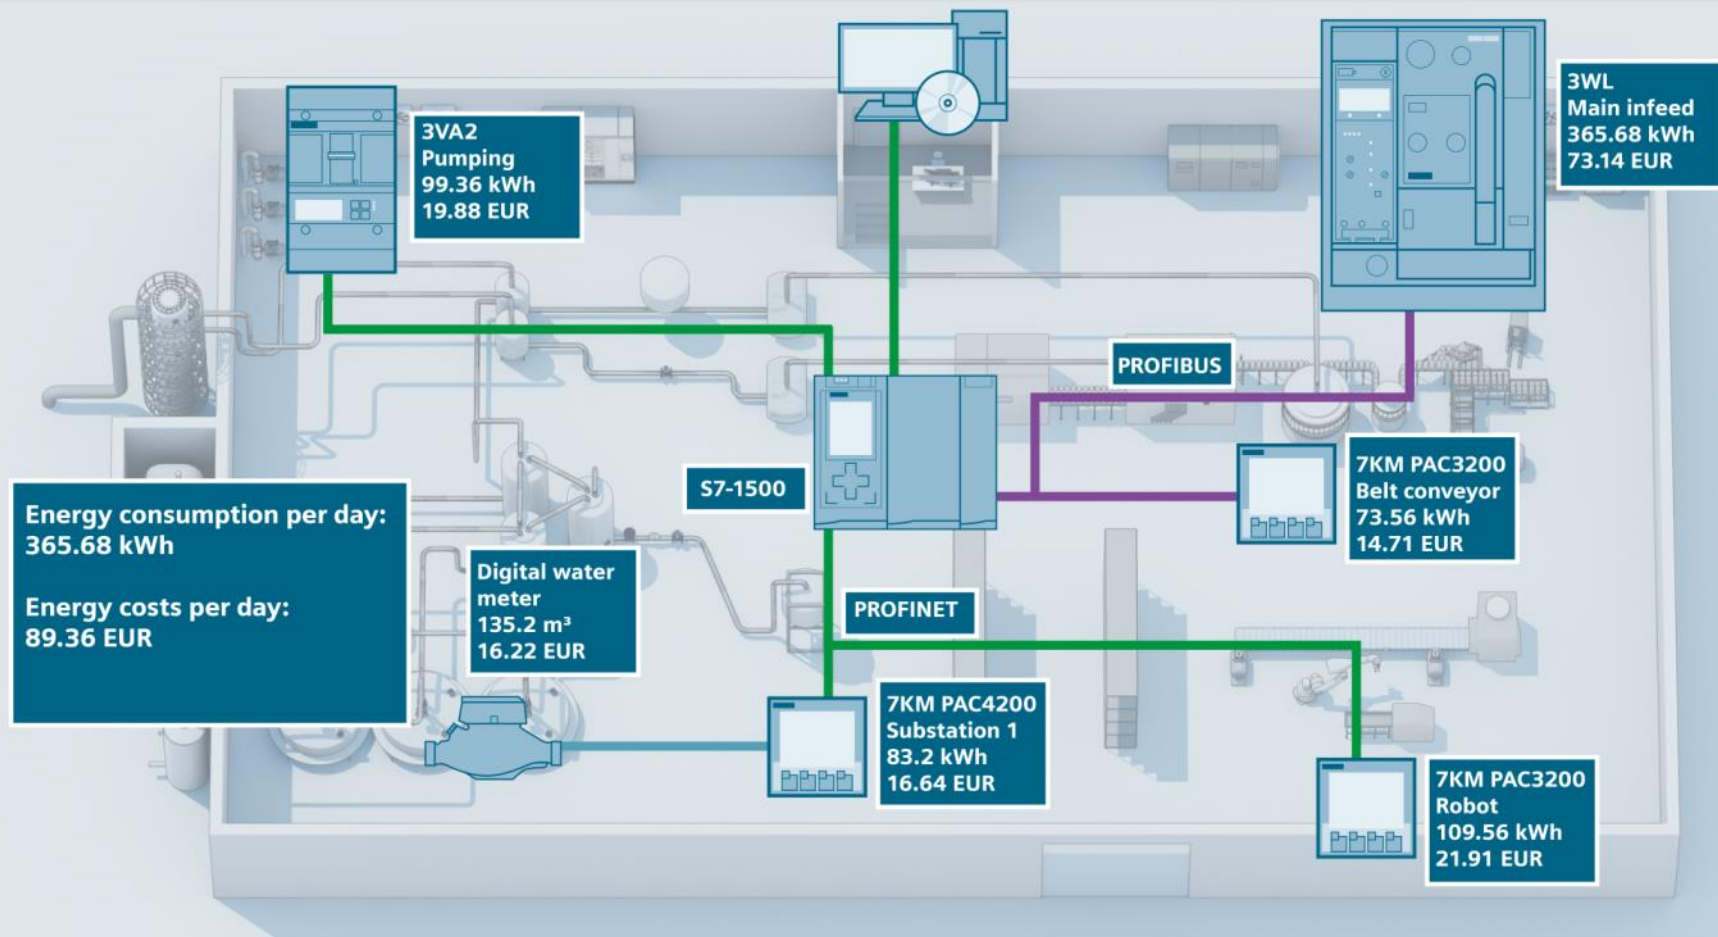 3VA2
Pumping
99.36 kWh
19.88 EUR
3WL
Main infeed
365.68 kWh
73.14 EUR
PROFIBUS
S7-1500
7KM PAC3200
Belt conveyor
73.56 kWh
14.71 EUR
Energy consumption per day:
365.68 kWh
Energy costs per day:
89.36 EUR
Digital water
meter
135.2 m³
16.22 EUR
PROFINET
7KM PAC4200
Substation 1
83.2 kWh
16.64 EUR
7KM PAC3200
Robot
109.56 kWh
21.91 EUR